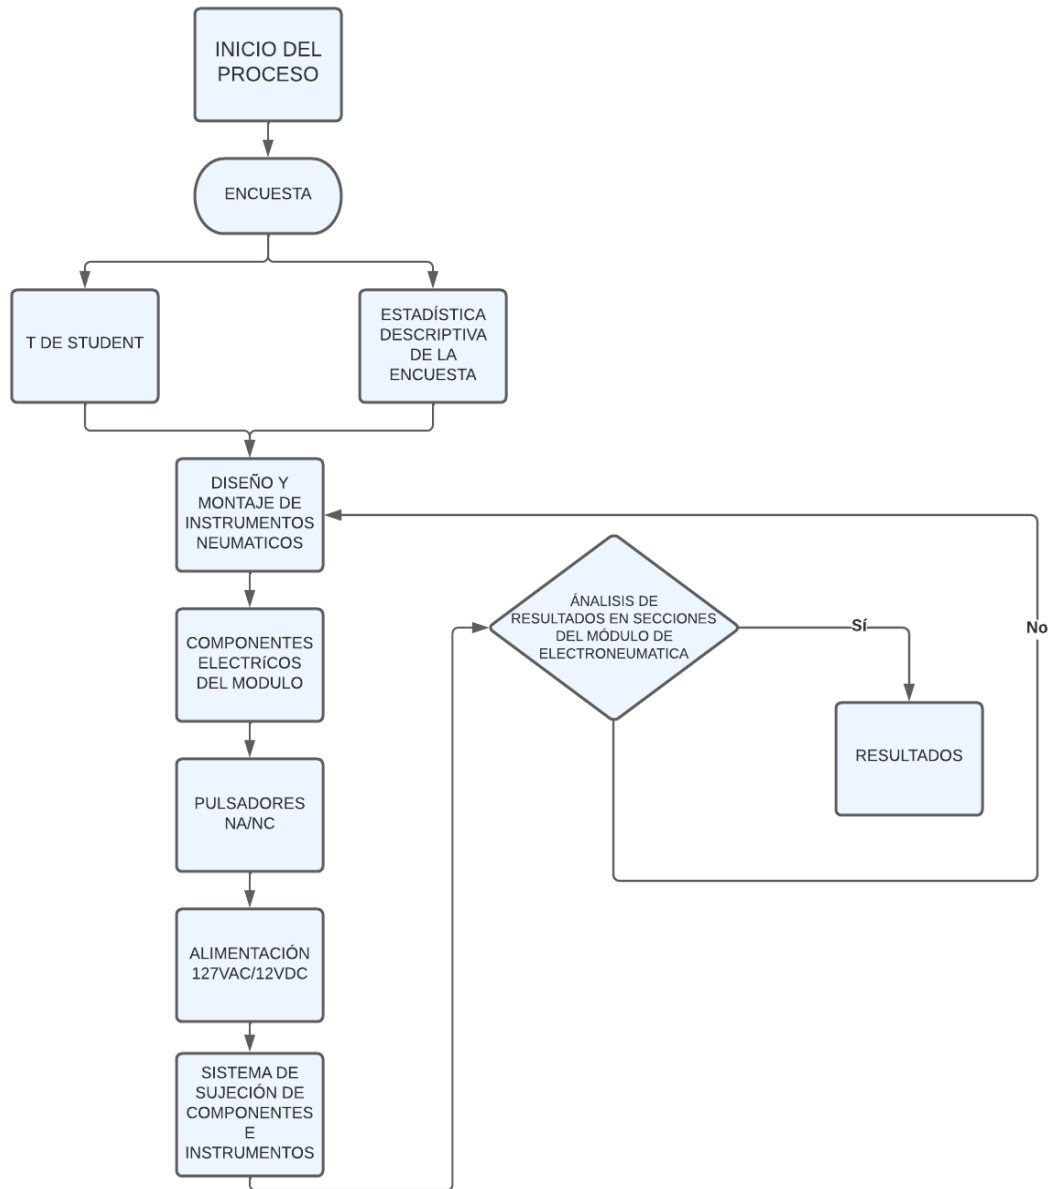 INICIO DEL
PROCESO
ENCUESTA
T DE STUDENT
ESTADÍSTICA
DESCRIPTIVA
DE LA
ENCUESTA
DISEÑO Y
MONTAJE DE
INSTRUMENTOS
NEUMATICOS
COMPONENTES
ELECTRíCOS
DEL MODULO
PULSADORES
NA/NC
ALIMENTACIÓN
127VAC/12VDC
SISTEMA DE
SUJECIÓN DE
COMPONENTES
E
INSTRUMENTOS
ÁNALISIS DE
RESULTADOS EN SECCIONES
DEL MÓDULO DE
ELECTRONEUMATICA
Sí
No
RESULTADOS